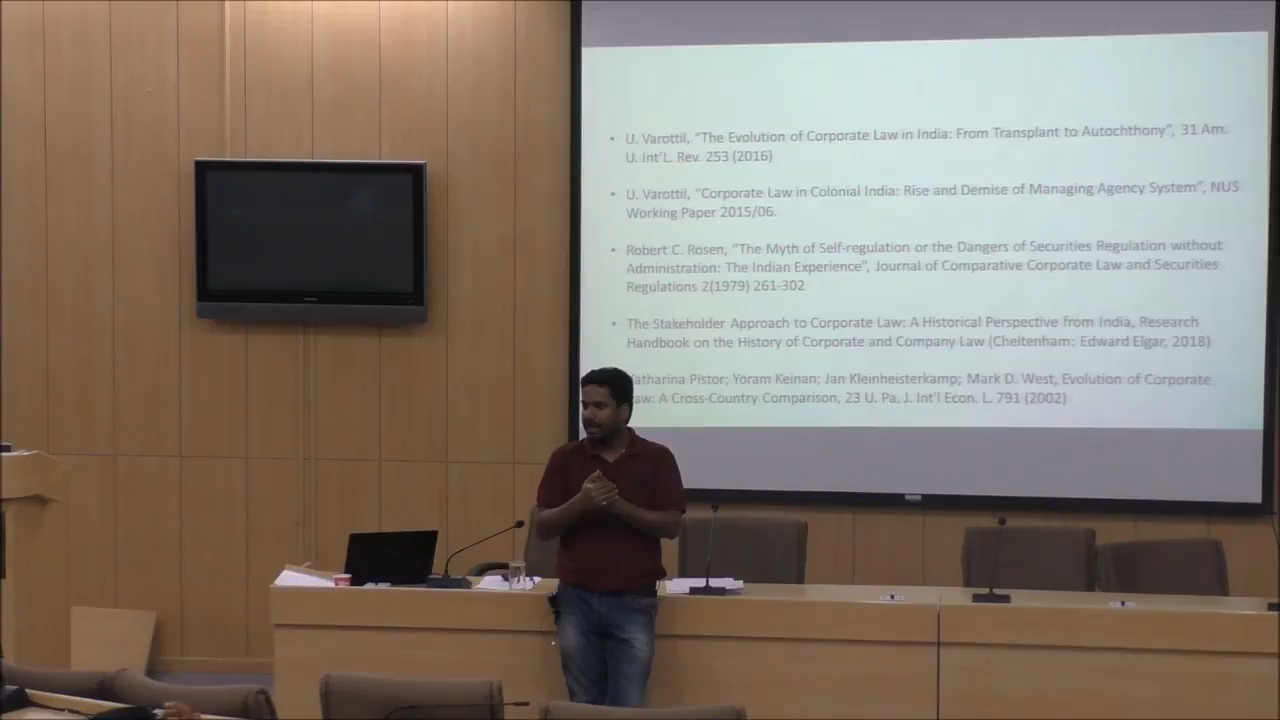 • U. Varottil, “The Evolution of Corporate Law in India: From Transplant to Autochthony”, 31 Am.
U. Int’L. Rev. 253 (2016)
• U. Varottil, “Corporate Law in Colonial India: Rise and Demise of Managing Agency System”, NUS
Working Paper 2015/06.
• Robert C. Rosen, “The Myth of Self-regulation or the Dangers of Securities Regulation without
Administration: The Indian Experience”, Journal of Comparative Corporate Law and Securities
Regulations 2(1979) 261-302
• The Stakeholder Approach to Corporate Law: A Historical Perspective from India, Research
Handbook on the History of Corporate and Company Law (Cheltenham: Edward Elgar, 2018)
atharina Pistor; Yoram Keinan; Jan Kleinheisterkamp; Mark D. West, Evolution of Corporate
aw: A Cross-Country Comparison, 23 U. Pa. J. Int’l Econ. L. 791 (2002)